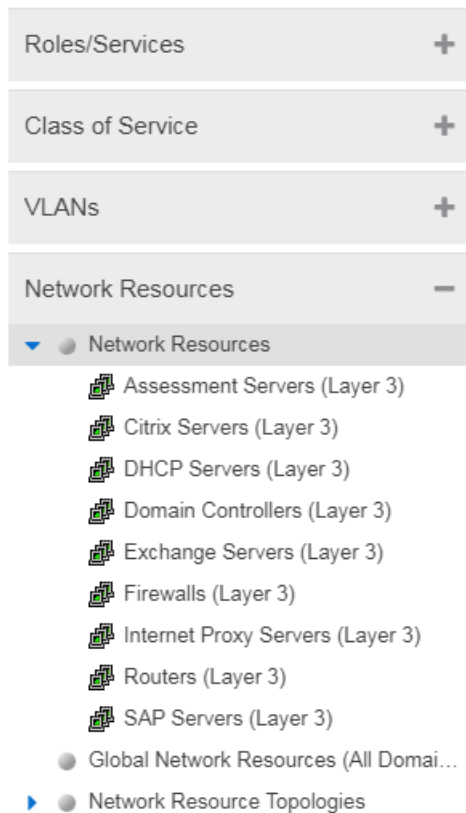 Roles/Services
Class of Service
VLANs
Network Resources
Network Resources
Assessment Servers (Layer 3)
Citrix Servers (Layer 3)
DHCP Servers (Layer 3)
Domain Controllers (Layer 3)
Exchange Servers (Layer 3)
Firewalls (Layer 3)
Internet Proxy Servers (Layer 3)
Routers (Layer 3)
SAP Servers (Layer 3)
Global Network Resources (All Domai...
Network Resource Topologies